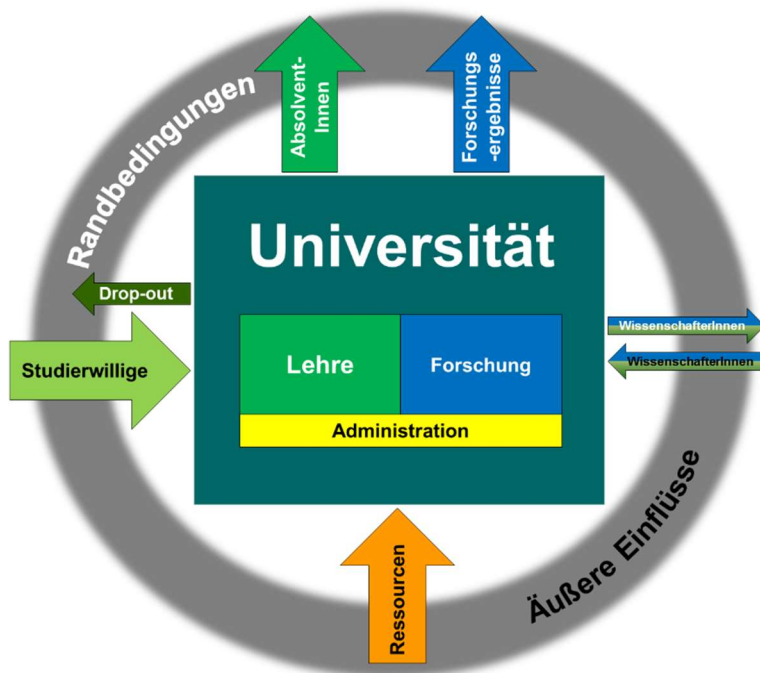 Absolvent-
Innen
Forschungs
-ergebnisse
Randbedingungen
Universität
Drop-out
WissenschafterInnen
Studierwillige
Lehre
Forschung
WissenschafterInnen
Administration
Äußere Einflüsse
Ressourcen